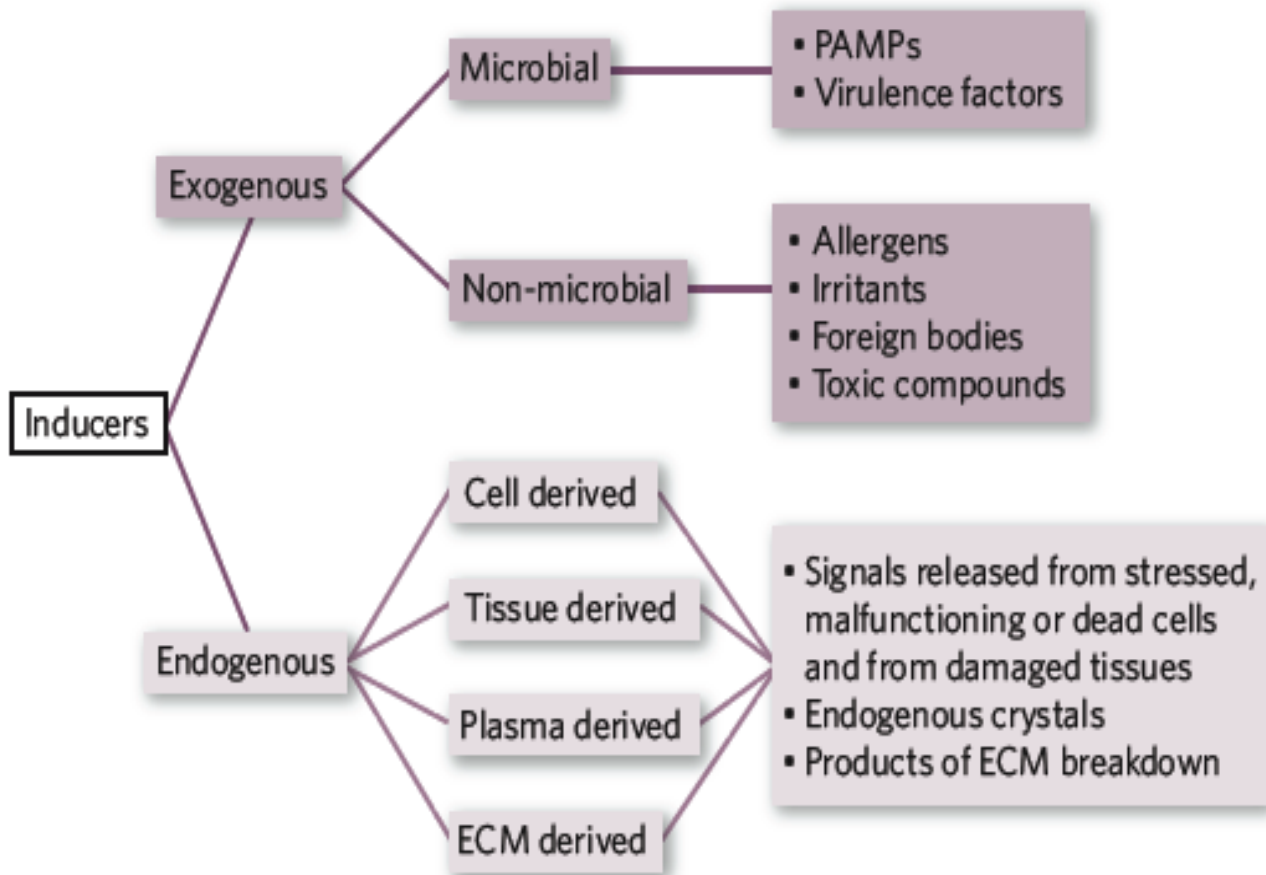 Microbial
• PAMPs
• Virulence factors
Exogenous
Non-microbial
• Allergens
• Irritants
• Foreign bodies
• Toxic compounds
Inducers
Cell derived
Tissue derived
Endogenous
Plasma derived
ECM derived
• Signals released from stressed,
malfunctioning or dead cells
and from damaged tissues
• Endogenous crystals
• Products of ECM breakdown